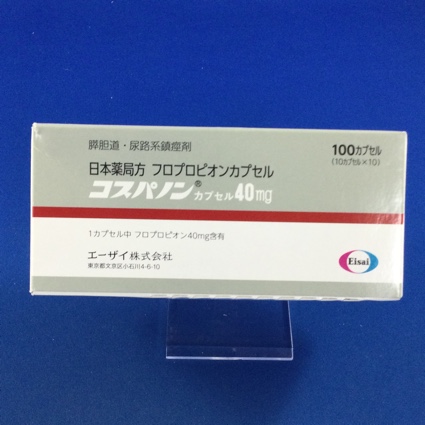 膵胆道・尿路系鎮痙剤
100カプセル
(10カプセル×10)
日本薬局方 フロプロピオンカプセル
コスパノン®カプセル40mg
1カプセル中 フロプロピオン40mg含有
エーザイ株式会社
東京都文京区小石川4-6-10
Eisai